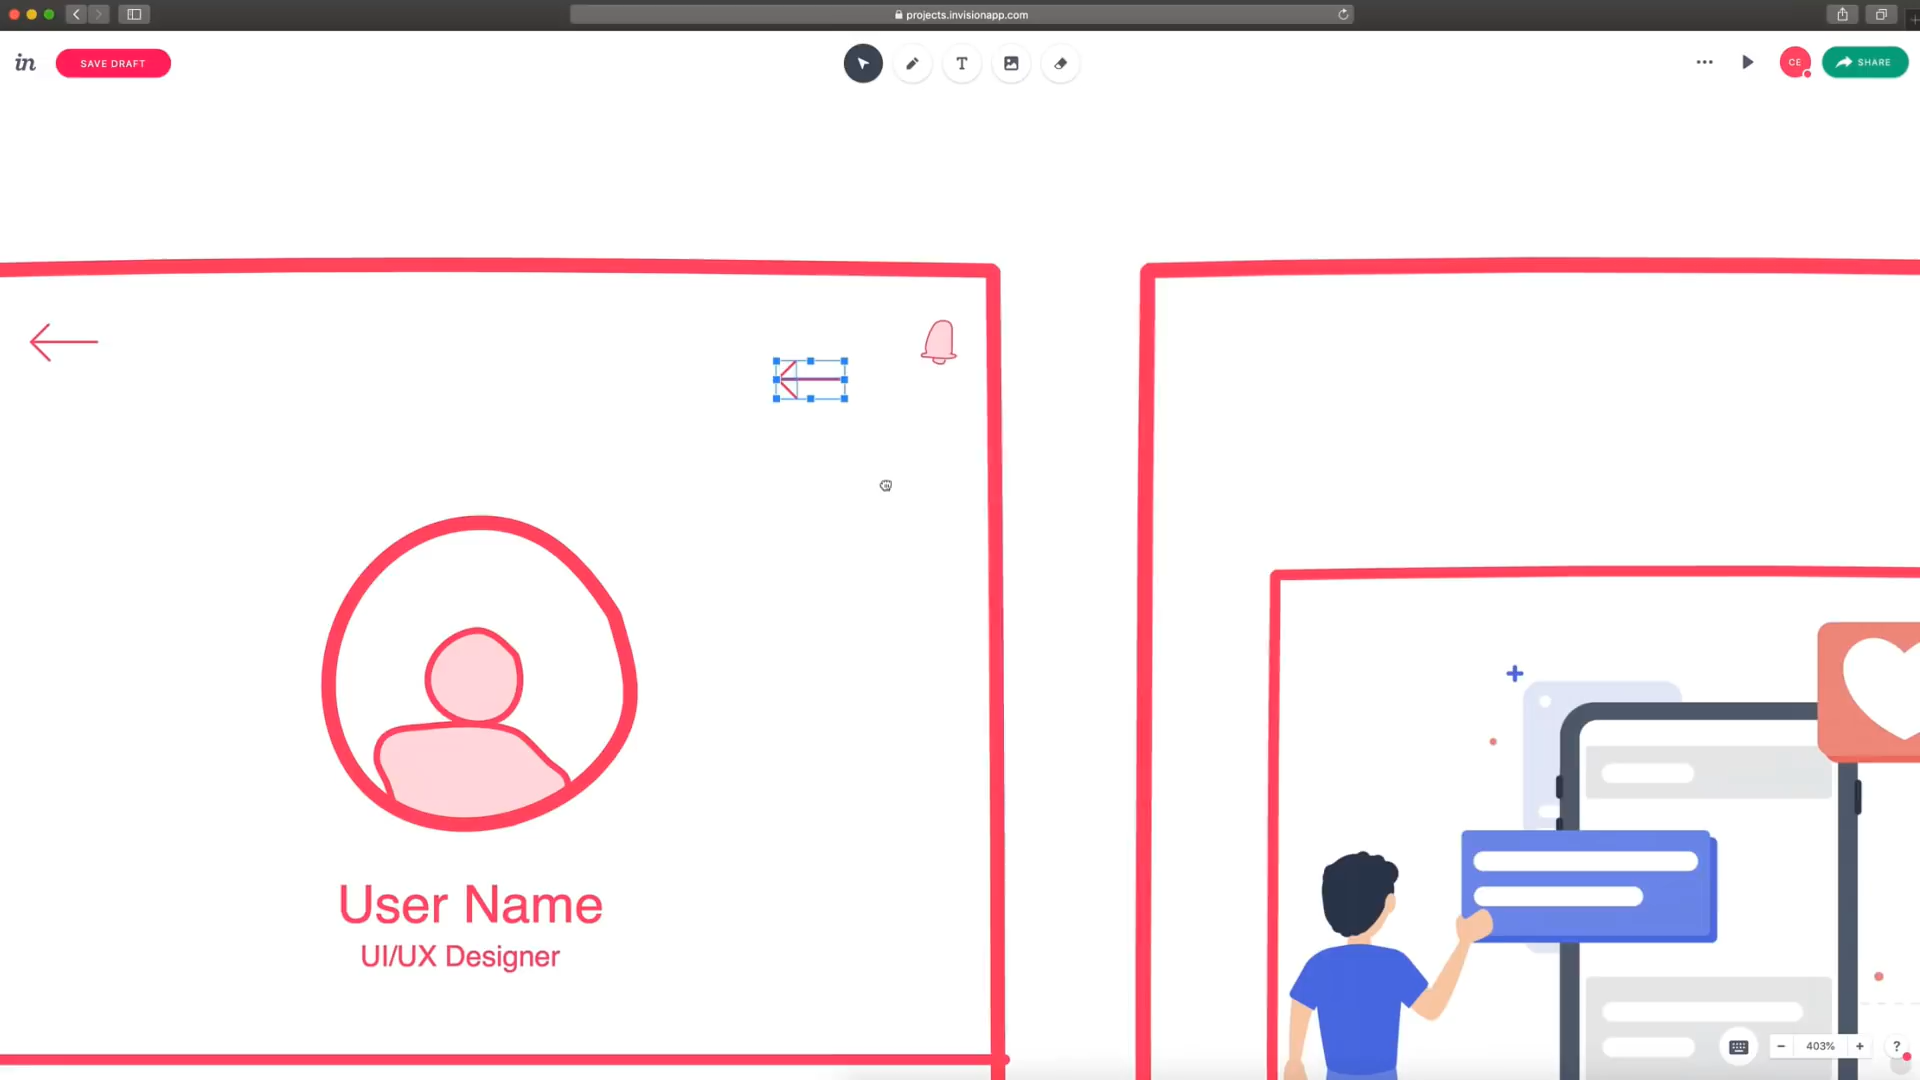 projects.invisionapp.com
in
SAVE DRAFT
T
CE
SHARE
User Name
UI/UX Designer
403%
?